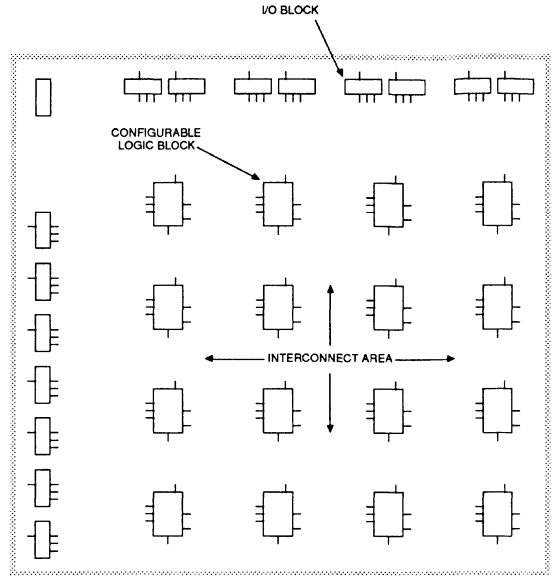 I/O BLOCK
CONFIGURABLE
LOGIC BLOCK
INTERCONNECT AREA